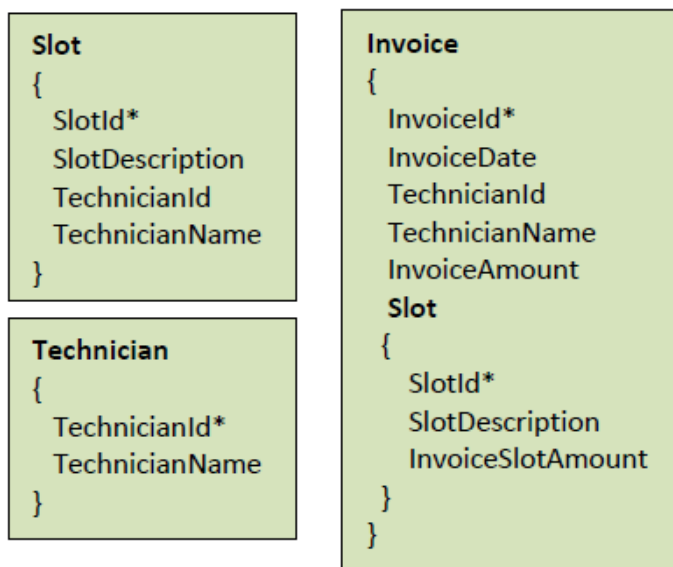 Slot
{
SlotId*
SlotDescription
TechnicianId
TechnicianName
}
Technician
{
TechnicianId*
TechnicianName
}
Invoice
{
InvoiceId*
InvoiceDate
TechnicianId
TechnicianName
InvoiceAmount
Slot
{
SlotId*
SlotDescription
InvoiceSlotAmount
}
}